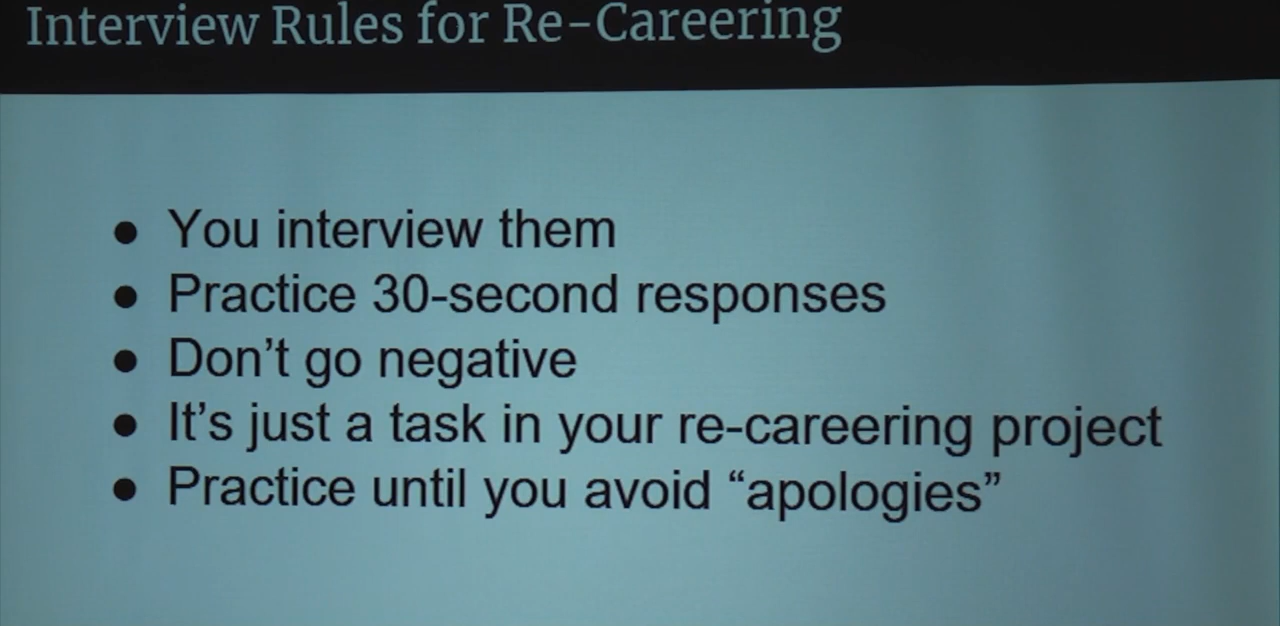 Interview Rules for Re-Careering
● You interview them
● Practice 30-second responses
● Don’t go negative
● It’s just a task in your re-careering project
● Practice until you avoid “apologies”